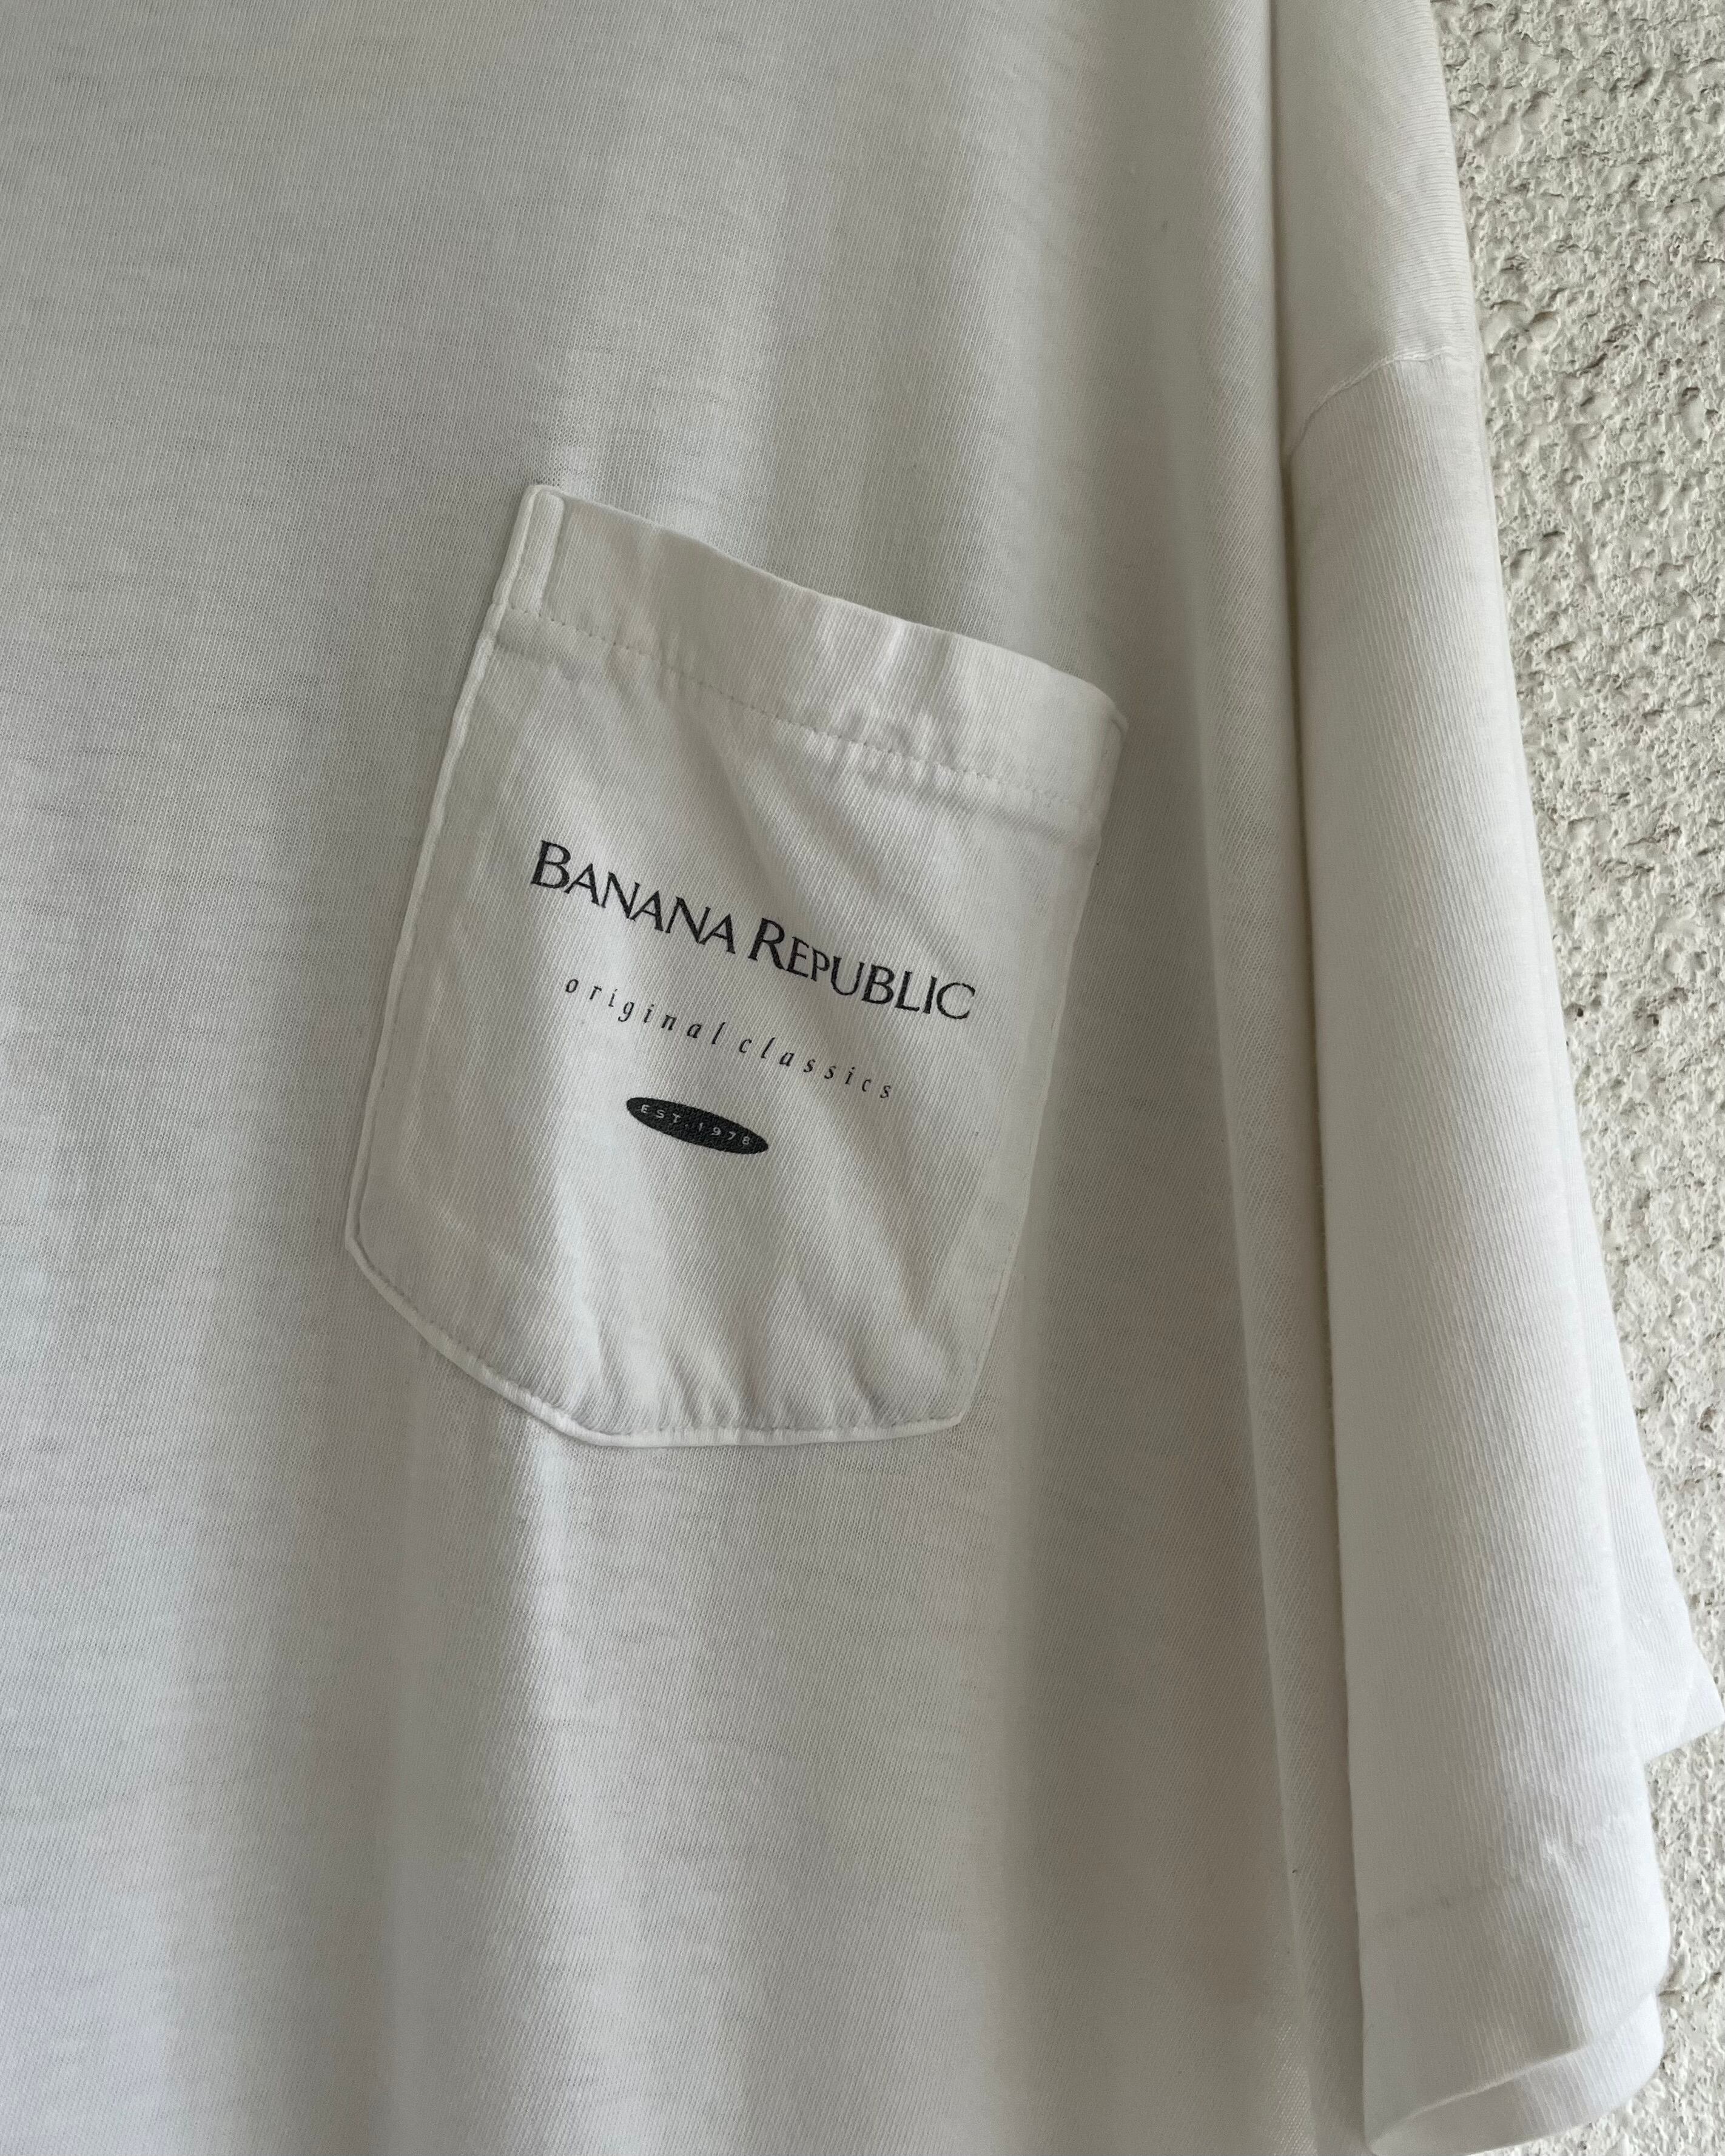 BANANA REPUBLIC
original classics
EST. 1978